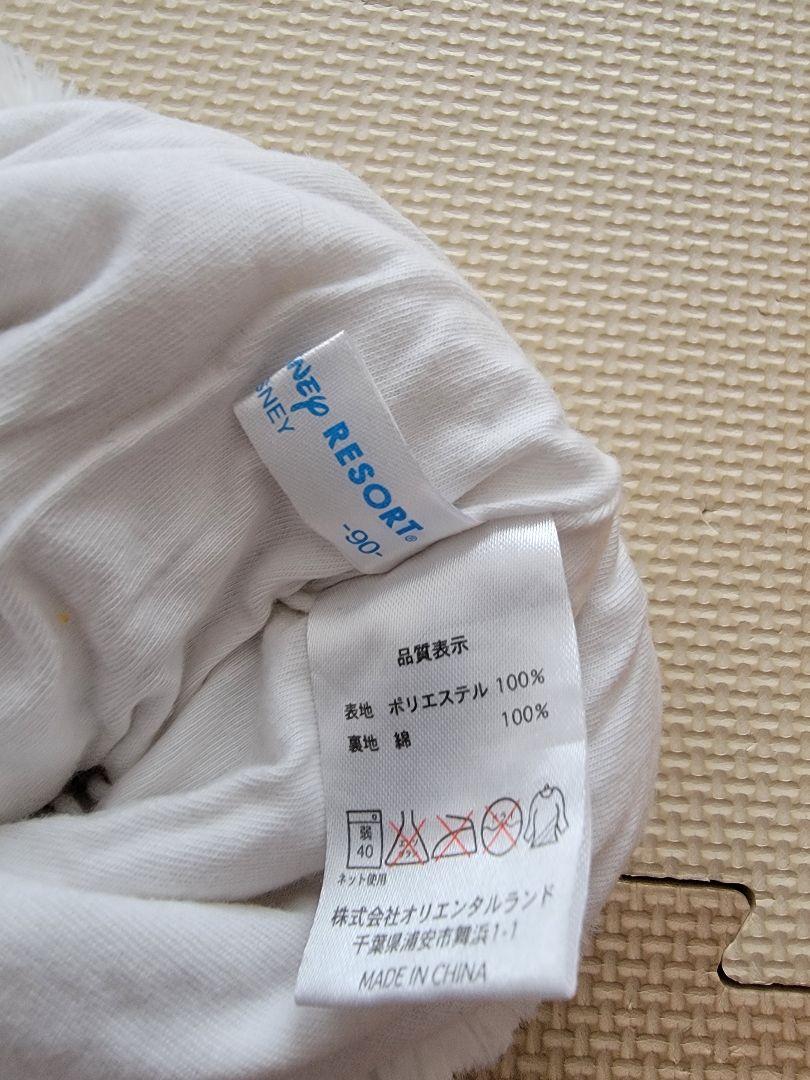 NEY RESORT®
SNEY
-90-
品質表示
表地 ポリエステル 100%
裏地 綿 100%
弱
40
ネット使用
株式会社オリエンタルランド
千葉県浦安市舞浜1-1
MADE IN CHINA